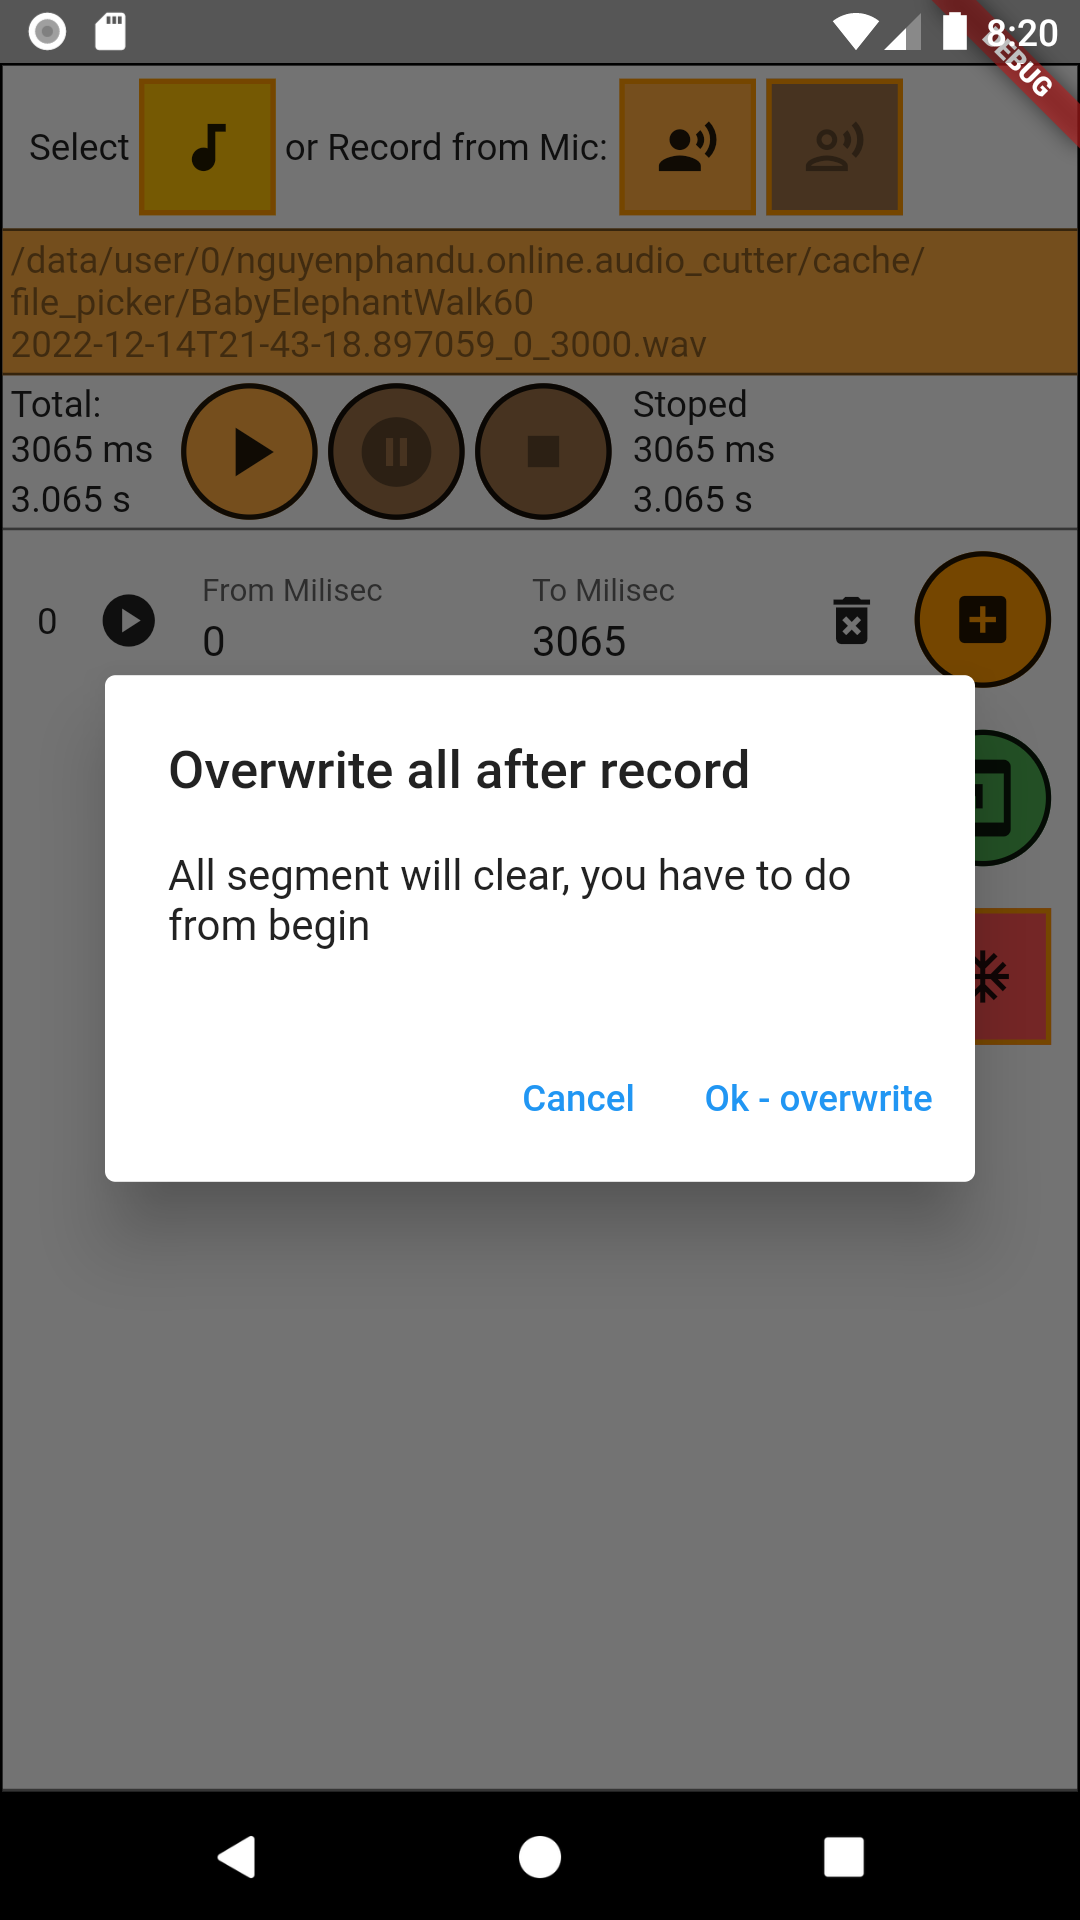 8:20
DEBUG
Select or Record from Mic:
/data/user/0/nguyenphandu.online.audio_cutter/cache/
file_picker/BabyElephantWalk60
2022-12-14T21-43-18.897059_0_3000.wav
Total:
3065 ms
3.065 s
Stoped
3065 ms
3.065 s
From Milisec To Milisec
0 0 3065
Overwrite all after record
All segment will clear, you have to do
from begin
Cancel Ok - overwrite